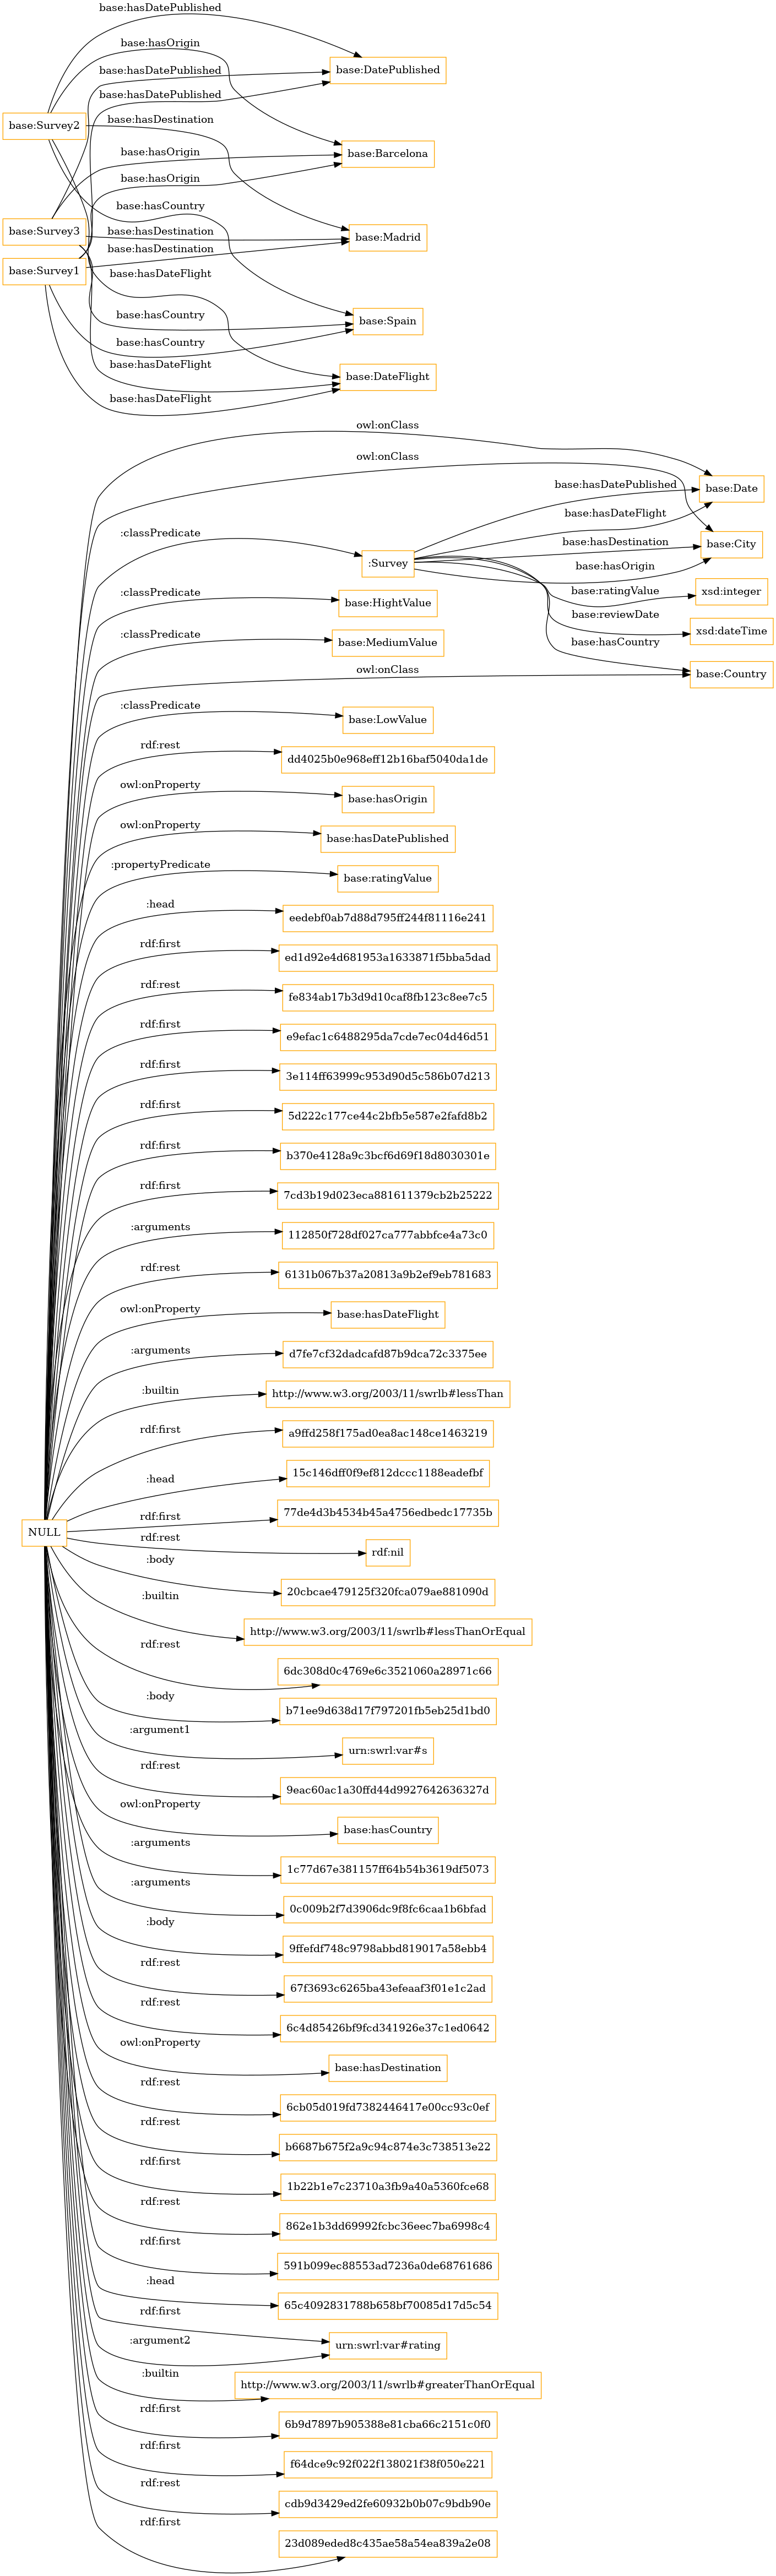 base:hasDatePublished
base:hasOrigin
base:DatePublished
base:hasDatePublished
base:hasDatePublished
base:hasDestination
base:Survey2
base:hasOrigin
base:Barcelona
base:hasOrigin
base:hasCountry
base:Survey3
base:hasDestination
base:Madrid
base:hasDestination
base:Survey1
base:hasDateFlight
base:hasCountry
base:Spain
base:hasCountry
base:hasDateFlight
base:DateFlight
base:hasDateFlight
owl:onClass
owl:onClass
base:hasDatePublished
base:Date
base:hasDateFlight
:classPredicate
base:hasDestination
base:City
:Survey
base:hasOrigin
base:ratingValue
xsd:integer
:classPredicate
base:HightValue
base:reviewDate
xsd:dateTime
:classPredicate
base:MediumValue
base:hasCountry
owl:onClass
base:Country
:classPredicate
base:LowValue
rdf:rest
dd4025b0e968eff12b16baf5040da1de
owl:onProperty
base:hasOrigin
owl:onProperty
base:hasDatePublished
:propertyPredicate
base:ratingValue
:head
eedebf0ab7d88d795ff244f81116e241
rdf:first
ed1d92e4d681953a1633871f5bba5dad
rdf:rest
fe834ab17b3d9d10caf8fb123c8ee7c5
rdf:first
e9efac1c6488295da7cde7ec04d46d51
rdf:first
3e114ff63999c953d90d5c586b07d213
rdf:first
5d222c177ce44c2bfb5e587e2fafd8b2
rdf:first
b370e4128a9c3bcf6d69f18d8030301e
rdf:first
7cd3b19d023eca881611379cb2b25222
:arguments
112850f728df027ca777abbfce4a73c0
rdf:rest
6131b067b37a20813a9b2ef9eb781683
owl:onProperty
base:hasDateFlight
:arguments
d7fe7cf32dadcafd87b9dca72c3375ee
:builtin
http://www.w3.org/2003/11/swrlb#lessThan
rdf:first
a9ffd258f175ad0ea8ac148ce1463219
:head
15c146dff0f9ef812dccc1188eadefbf
rdf:first
77de4d3b4534b45a4756edbedc17735b
NULL
rdf:rest
rdf:nil
:body
20cbcae479125f320fca079ae881090d
:builtin
http://www.w3.org/2003/11/swrlb#lessThanOrEqual
rdf:rest
6dc308d0c4769e6c3521060a28971c66
:body
b71ee9d638d17f797201fb5eb25d1bd0
:argument1
urn:swrl:var#s
rdf:rest
9eac60ac1a30ffd44d9927642636327d
owl:onProperty
base:hasCountry
:arguments
1c77d67e381157ff64b54b3619df5073
:arguments
0c009b2f7d3906dc9f8fc6caa1b6bfad
:body
9ffefdf748c9798abbd819017a58ebb4
rdf:rest
67f3693c6265ba43efeaaf3f01e1c2ad
rdf:rest
6c4d85426bf9fcd341926e37c1ed0642
owl:onProperty
base:hasDestination
rdf:rest
6cb05d019fd7382446417e00cc93c0ef
rdf:rest
b6687b675f2a9c94c874e3c738513e22
rdf:first
1b22b1e7c23710a3fb9a40a5360fce68
rdf:rest
862e1b3dd69992fcbc36eec7ba6998c4
rdf:first
591b099ec88553ad7236a0de68761686
:head
65c4092831788b658bf70085d17d5c54
rdf:first
urn:swrl:var#rating
:argument2
:builtin
http://www.w3.org/2003/11/swrlb#greaterThanOrEqual
rdf:first
6b9d7897b905388e81cba66c2151c0f0
rdf:first
f64dce9c92f022f138021f38f050e221
rdf:rest
cdb9d3429ed2fe60932b0b07c9bdb90e
rdf:first
23d089eded8c435ae58a54ea839a2e08